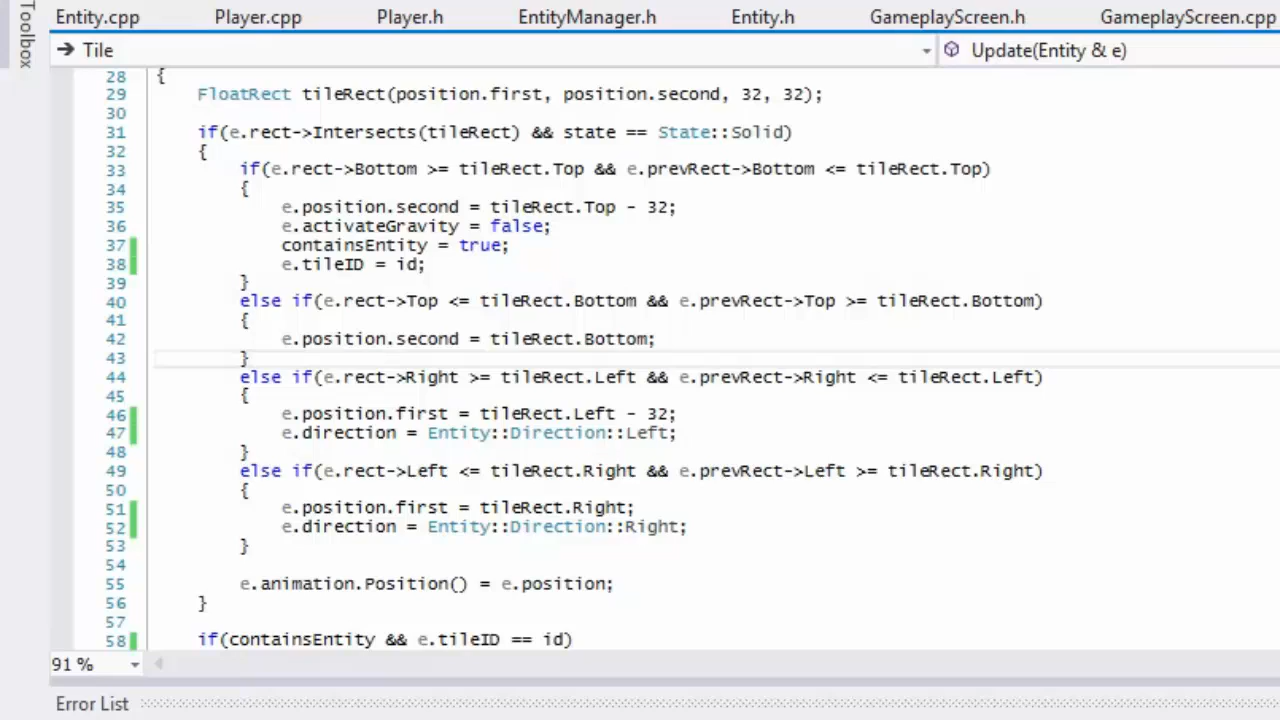 Toolbox
Entity.cpp Player.cpp Player.h EntityManager.h Entity.h GameplayScreen.h GameplayScreen.cpp
Tile Update(Entity & e)
28 {
29 FloatRect tileRect(position.first, position.second, 32, 32);
30
31 if(e.rect->Intersects(tileRect) && state == State::Solid)
32 {
33 if(e.rect->Bottom >= tileRect.Top && e.prevRect->Bottom <= tileRect.Top)
34 {
35 e.position.second = tileRect.Top - 32;
36 e.activateGravity = false;
37 containsEntity = true;
38 e.tileID = id;
39 }
40 else if(e.rect->Top <= tileRect.Bottom && e.prevRect->Top >= tileRect.Bottom)
41 {
42 e.position.second = tileRect.Bottom;
43 }
44 else if(e.rect->Right >= tileRect.Left && e.prevRect->Right <= tileRect.Left)
45 {
46 e.position.first = tileRect.Left - 32;
47 e.direction = Entity::Direction::Left;
48 }
49 else if(e.rect->Left <= tileRect.Right && e.prevRect->Left >= tileRect.Right)
50 {
51 e.position.first = tileRect.Right;
52 e.direction = Entity::Direction::Right;
53 }
54
55 e.animation.Position() = e.position;
56 }
57
58 if(containsEntity && e.tileID == id)
91 %
Error List